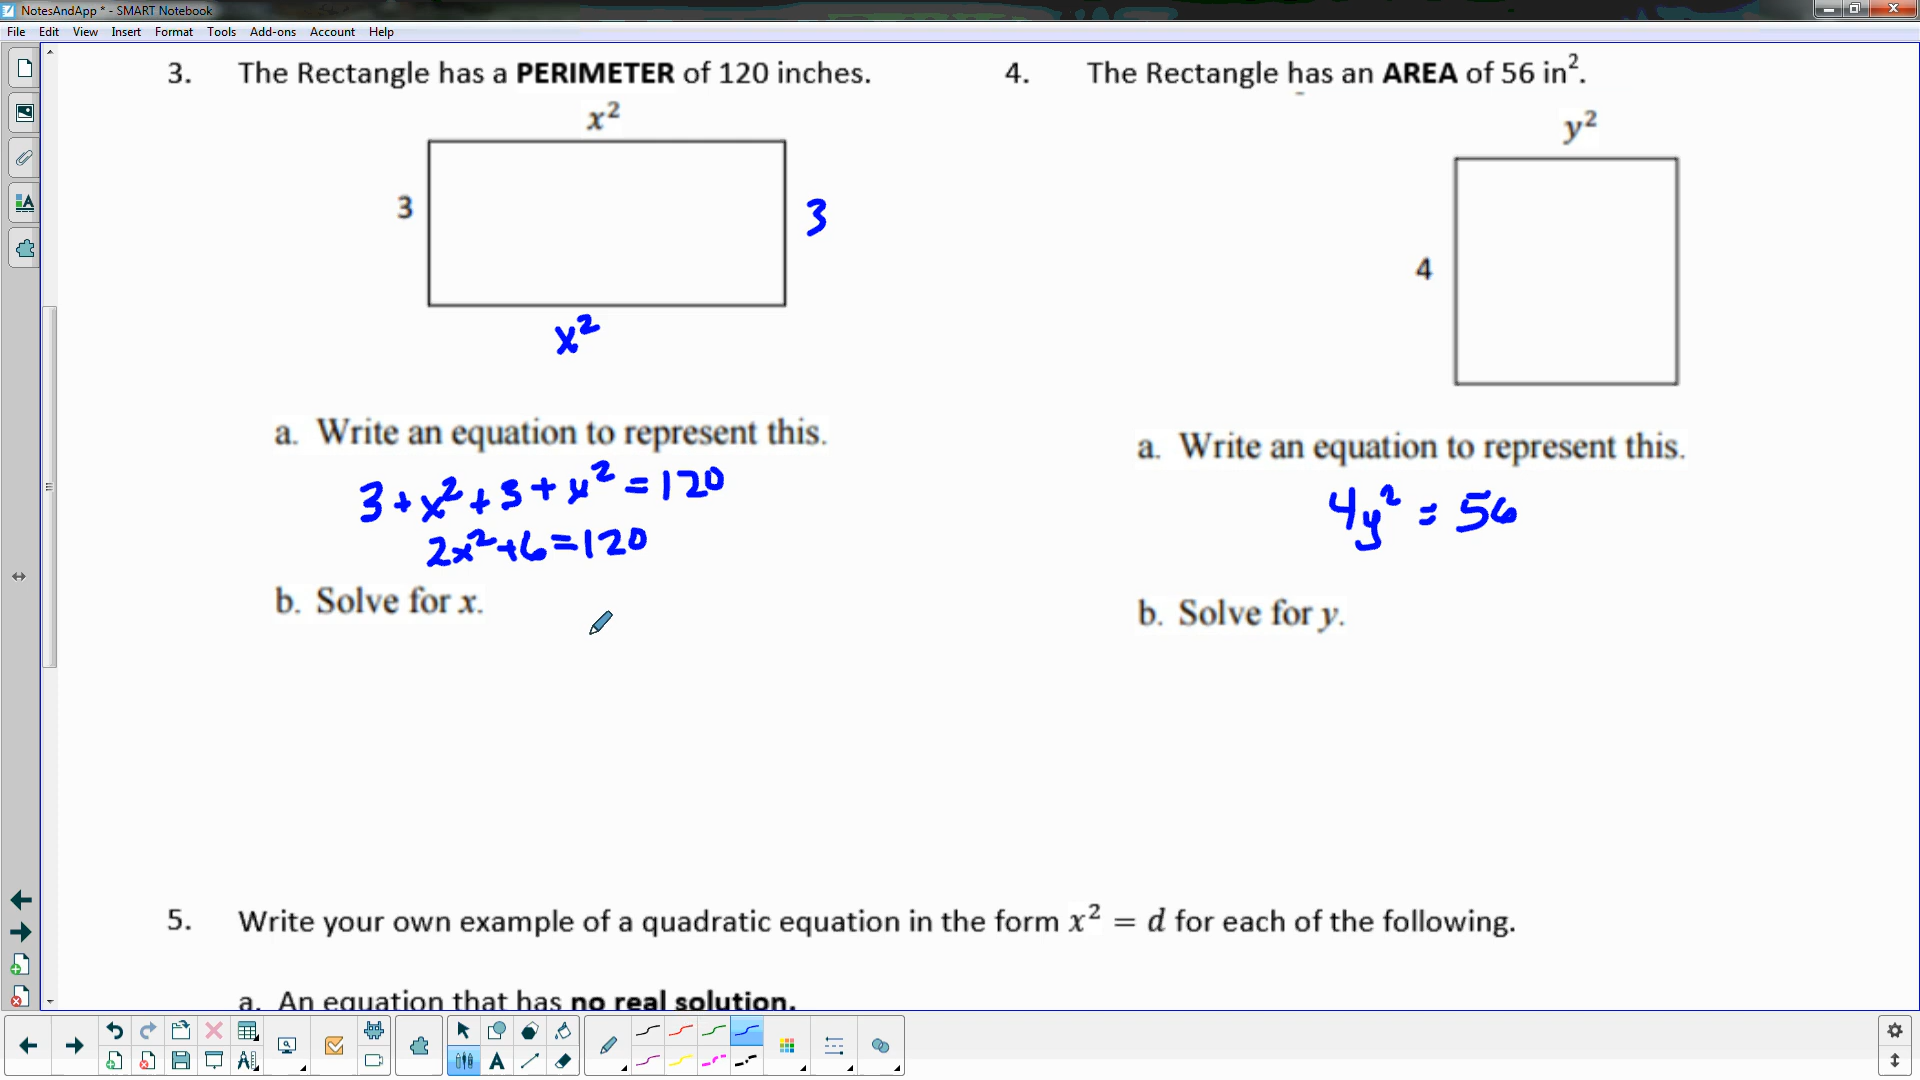 NotesAndApp * - SMART Notebook
File Edit View Insert Format Tools Add-ons Account Help
3. The Rectangle has a PERIMETER of 120 inches.
x²
3
3
x²
a. Write an equation to represent this.
3 + x² + 3 + x² = 120
2x² + 6 = 120
b. Solve for x.
4. The Rectangle has an AREA of 56 in².
y²
4
a. Write an equation to represent this.
4y² = 56
b. Solve for y.
5. Write your own example of a quadratic equation in the form x² = d for each of the following.
a. An equation that has no real solution.